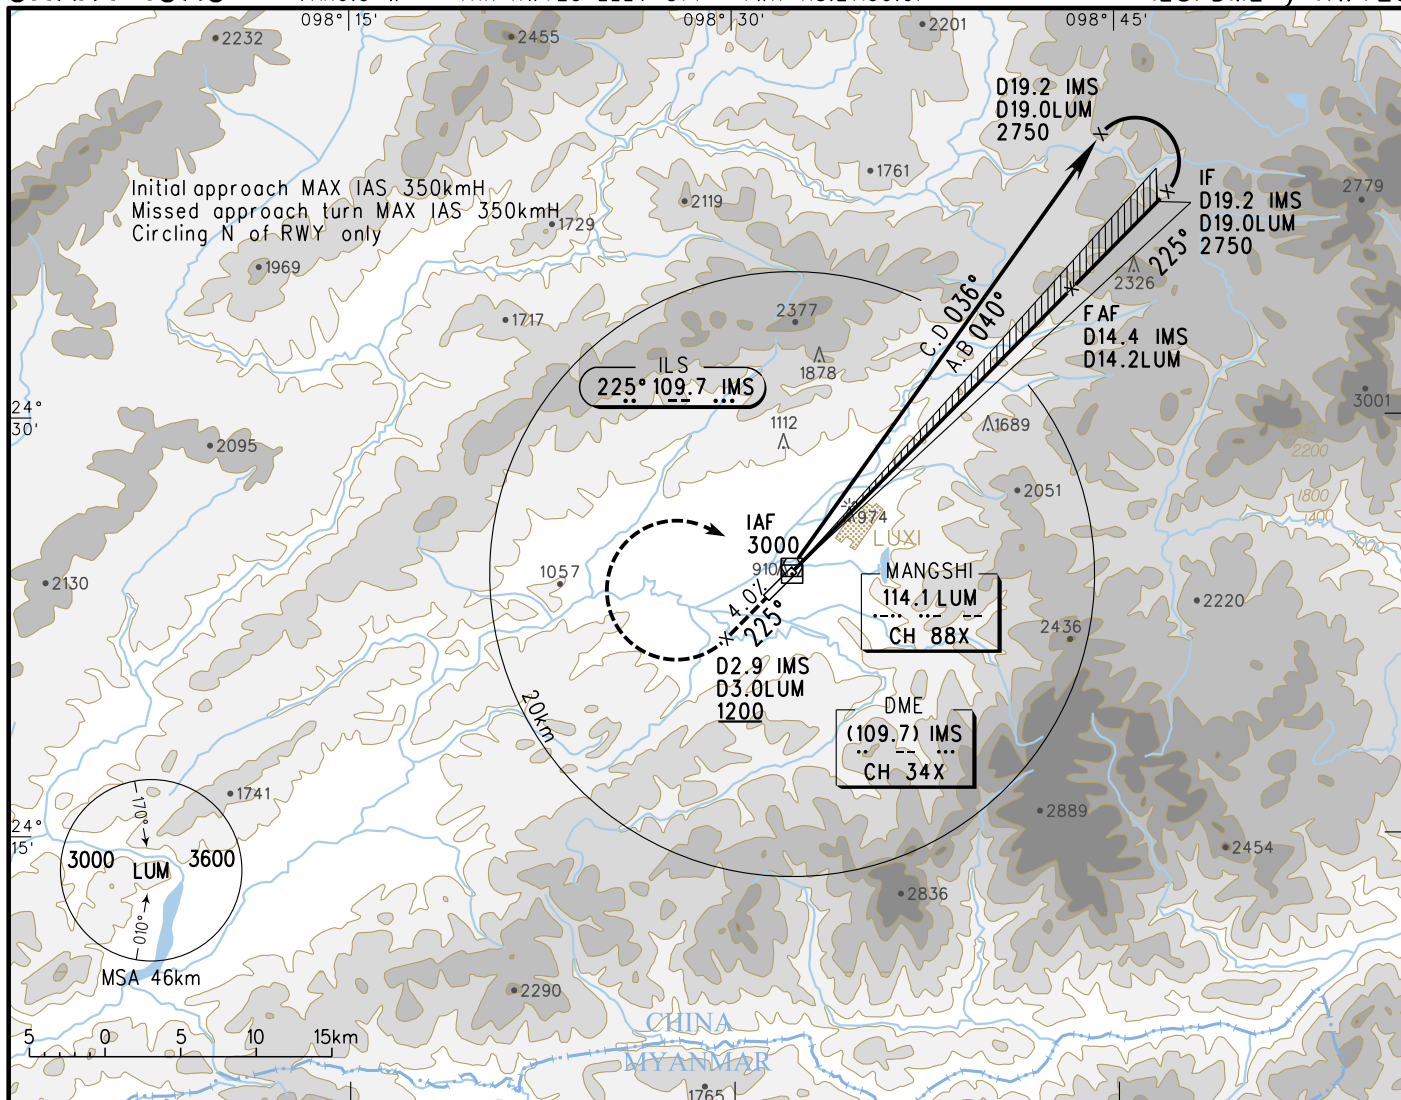 098° 15'
098° 30'
098° 45'
2232
2455
2201
D19.2 IMS
D19.0LUM
2750
1761
Initial approach MAX IAS 350kmH
Missed approach turn MAX IAS 350kmH
Circling N of RWY only
2119
1729
1969
IF
D19.2 IMS
D19.0LUM
2750
2779
225°
2326
C.D 036°
A.B 040°
2377
1717
FAF
D14.4 IMS
D14.2LUM
1878
ILS
225° 109.7 IMS
24°
30'
3001
2095
1112
1689
2200
2051
1800
1400
974
LUXI
IAF
3000
910
1057
2130
4.0%
225°
MANGSHI
114.1 LUM
CH 88X
2220
2436
D2.9 IMS
D3.0LUM
1200
20km
DME
(109.7) IMS
CH 34X
1741
2889
24°
15'
170°
3000
LUM
3600
010°
MSA 46km
2454
2836
2290
CHINA
MYANMAR
5 0 5 10 15km
1765